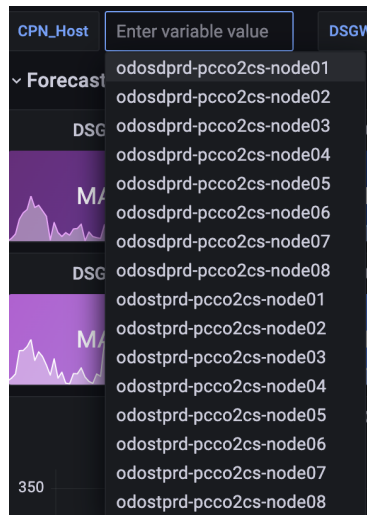 CPN_Host Enter variable value DSGW
Forecast
DSG
MA
DSG
MA
350
odosdprd-pcco2cs-node01
odosdprd-pcco2cs-node02
odosdprd-pcco2cs-node03
odosdprd-pcco2cs-node04
odosdprd-pcco2cs-node05
odosdprd-pcco2cs-node06
odosdprd-pcco2cs-node07
odosdprd-pcco2cs-node08
odostprd-pcco2cs-node01
odostprd-pcco2cs-node02
odostprd-pcco2cs-node03
odostprd-pcco2cs-node04
odostprd-pcco2cs-node05
odostprd-pcco2cs-node06
odostprd-pcco2cs-node07
odostprd-pcco2cs-node08